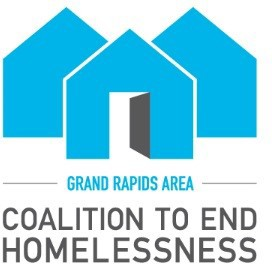 GRAND RAPIDS AREA
COALITION TO END
HOMELESSNESS